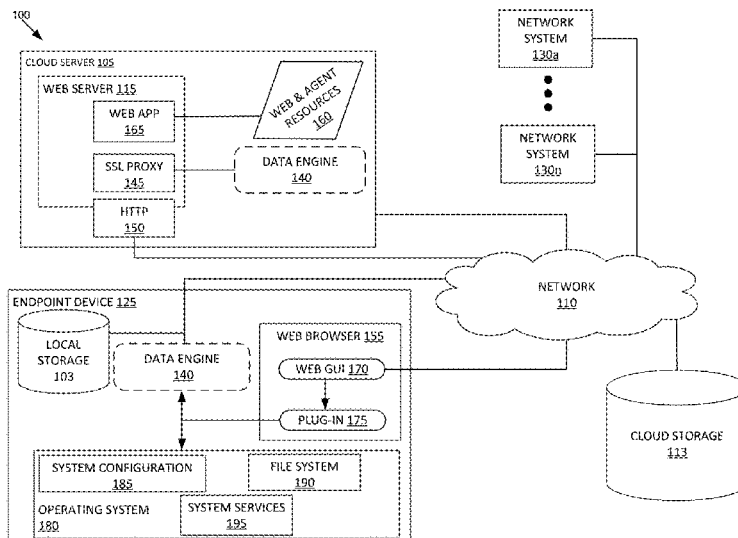 100
CLOUD SERVER 105
WEB SERVER 115
WEB APP
165
WEB & AGENT
RESOURCES
160
SSL PROXY
145
DATA ENGINE
140
HTTP
150
NETWORK
SYSTEM
130a
NETWORK
SYSTEM
130n
NETWORK
110
ENDPOINT DEVICE 125
LOCAL
STORAGE
103
DATA ENGINE
140
WEB BROWSER 155
WEB GUI 170
PLUG-IN 175
CLOUD STORAGE
113
SYSTEM CONFIGURATION
185
FILE SYSTEM
190
OPERATING SYSTEM
180
SYSTEM SERVICES
195